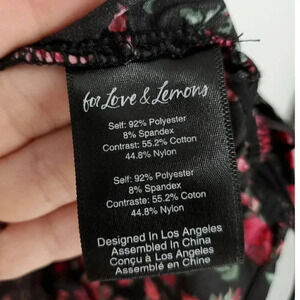 for Love & Lemons
Self: 92% Polyester
8% Spandex
Contrast: 55.2% Cotton
44.8% Nylon
Self: 92% Polyester
8% Spandex
Contraste: 55.2% Coton
44.8% Nylon
Designed In Los Angeles
Assembled in China
Conçu à Los Angeles
Assemblé en Chine